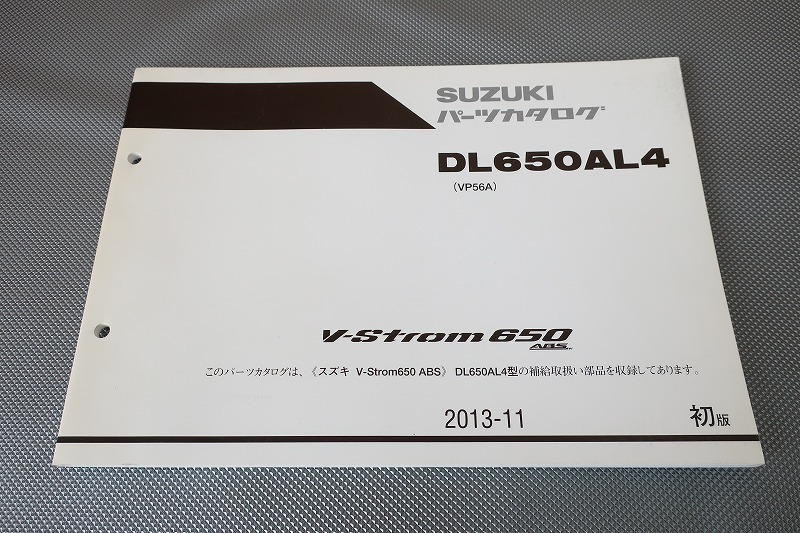 SUZUKI
パーツカタログ
DL650AL4
(VP56A)
V-Strom 650
ABS
このパーツカタログは、《スズキ V-Strom650 ABS》 DL650AL4型の補給取扱い部品を収録してあります。
2013-11
初版